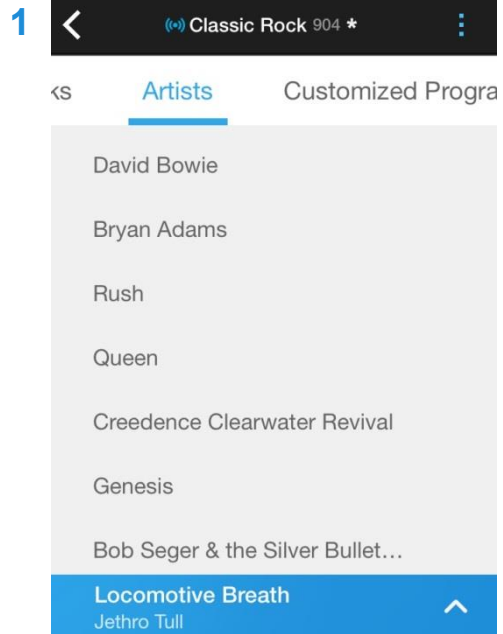 1
Classic Rock 904 *
ks Artists Customized Progra
David Bowie
Bryan Adams
Rush
Queen
Creedence Clearwater Revival
Genesis
Bob Seger & the Silver Bullet...
Locomotive Breath
Jethro Tull